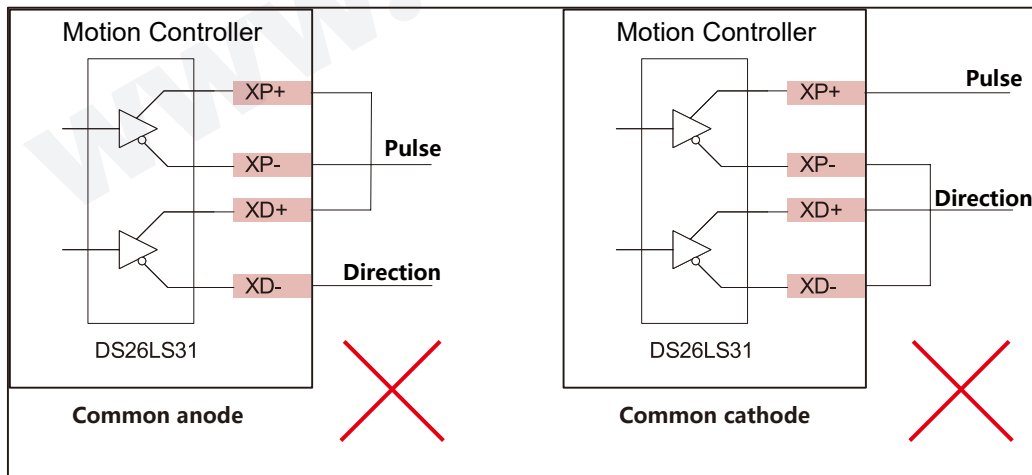 Motion Controller
XP+
XP-
Pulse
XD+
XD-
Direction
DS26LS31
Common anode
Motion Controller
XP+
Pulse
XP-
XD+
Direction
XD-
DS26LS31
Common cathode
www.